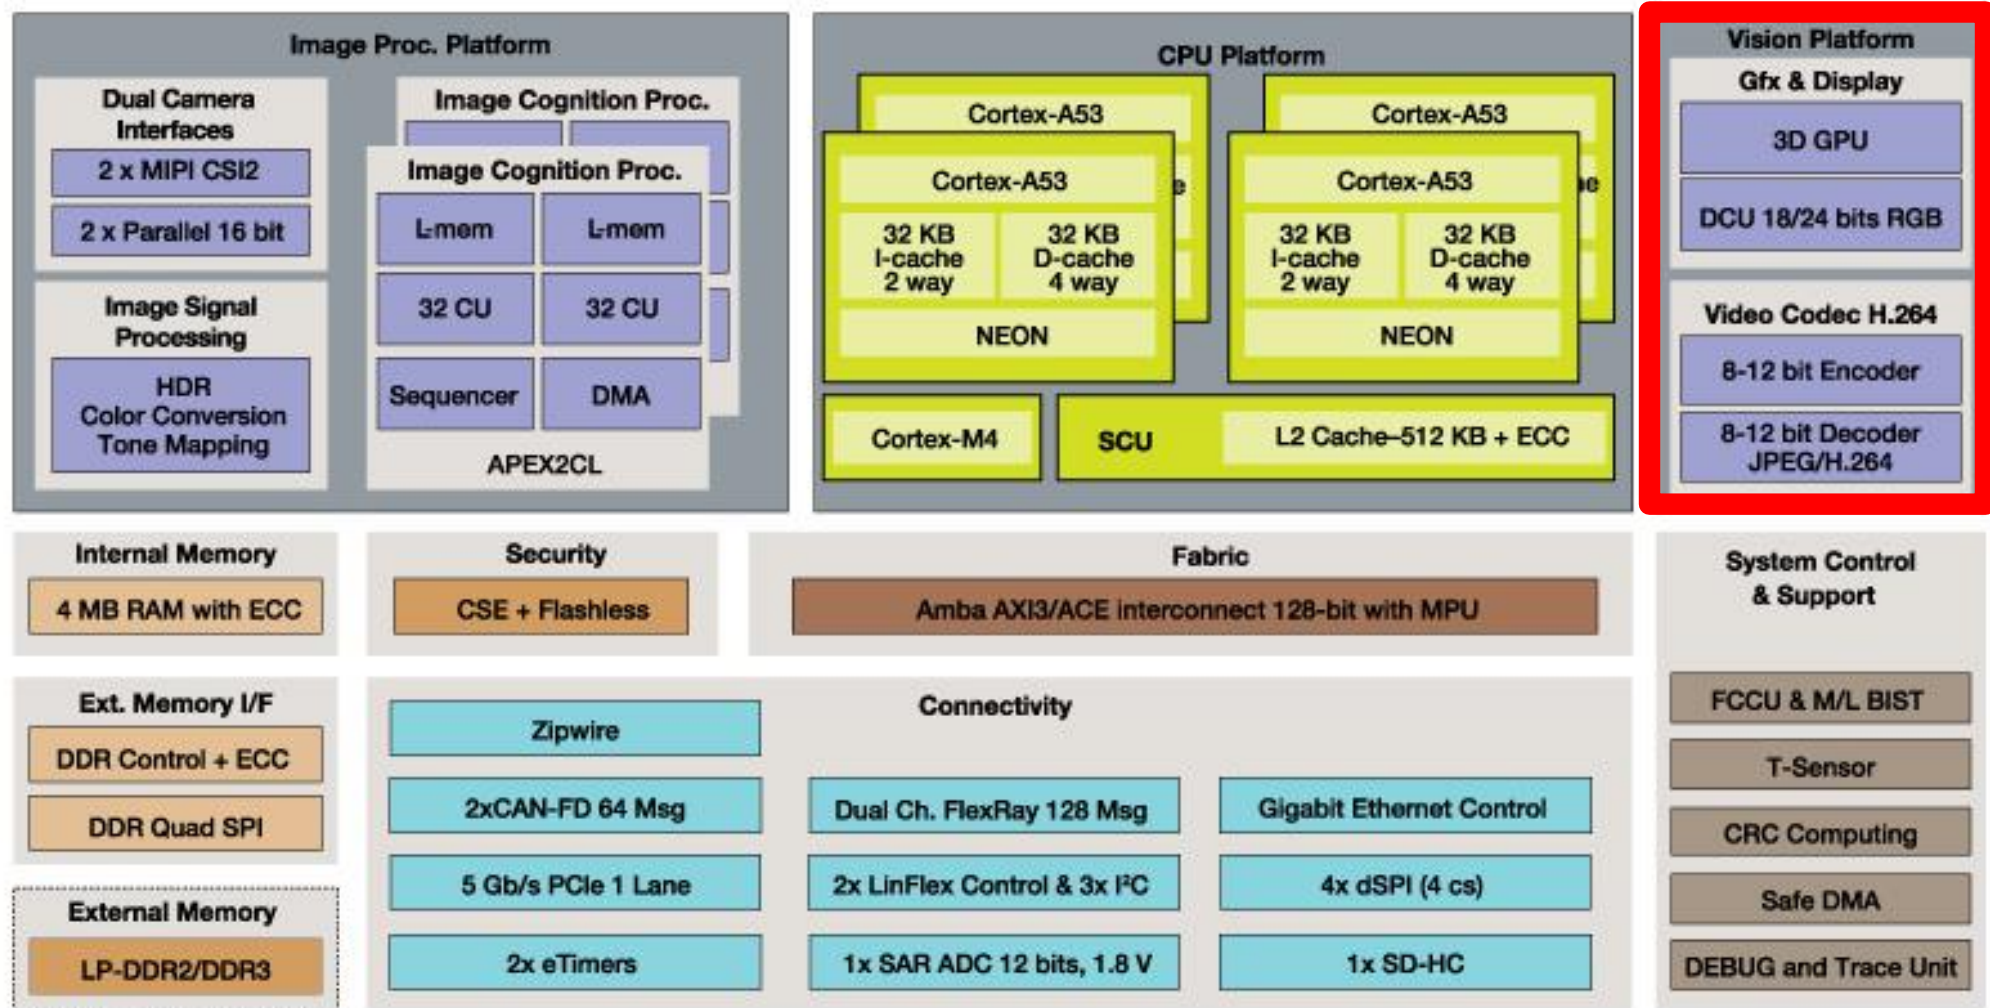 Image Proc. Platform
Dual Camera
Interfaces
2 x MIPI CSI2
2 x Parallel 16 bit
Image Signal
Processing
HDR
Color Conversion
Tone Mapping
Image Cognition Proc.
Image Cognition Proc.
L-mem
L-mem
32 CU
32 CU
Sequencer
DMA
APEX2CL
CPU Platform
Cortex-A53
e
Cortex-A53
32 KB
I-cache
2 way
32 KB
D-cache
4 way
NEON
Cortex-A53
he
Cortex-A53
32 KB
I-cache
2 way
32 KB
D-cache
4 way
NEON
Cortex-M4
SCU
L2 Cache–512 KB + ECC
Vision Platform
Gfx & Display
3D GPU
DCU 18/24 bits RGB
Video Codec H.264
8-12 bit Encoder
8-12 bit Decoder
JPEG/H.264
Internal Memory
4 MB RAM with ECC
Security
CSE + Flashless
Fabric
Amba AXI3/ACE interconnect 128-bit with MPU
System Control
& Support
FCCU & M/L BIST
T-Sensor
CRC Computing
Safe DMA
DEBUG and Trace Unit
Ext. Memory I/F
DDR Control + ECC
DDR Quad SPI
External Memory
LP-DDR2/DDR3
Connectivity
Zipwire
2xCAN-FD 64 Msg
Dual Ch. FlexRay 128 Msg
Gigabit Ethernet Control
5 Gb/s PCIe 1 Lane
2x LinFlex Control & 3x I²C
4x dSPI (4 cs)
2x eTimers
1x SAR ADC 12 bits, 1.8 V
1x SD-HC